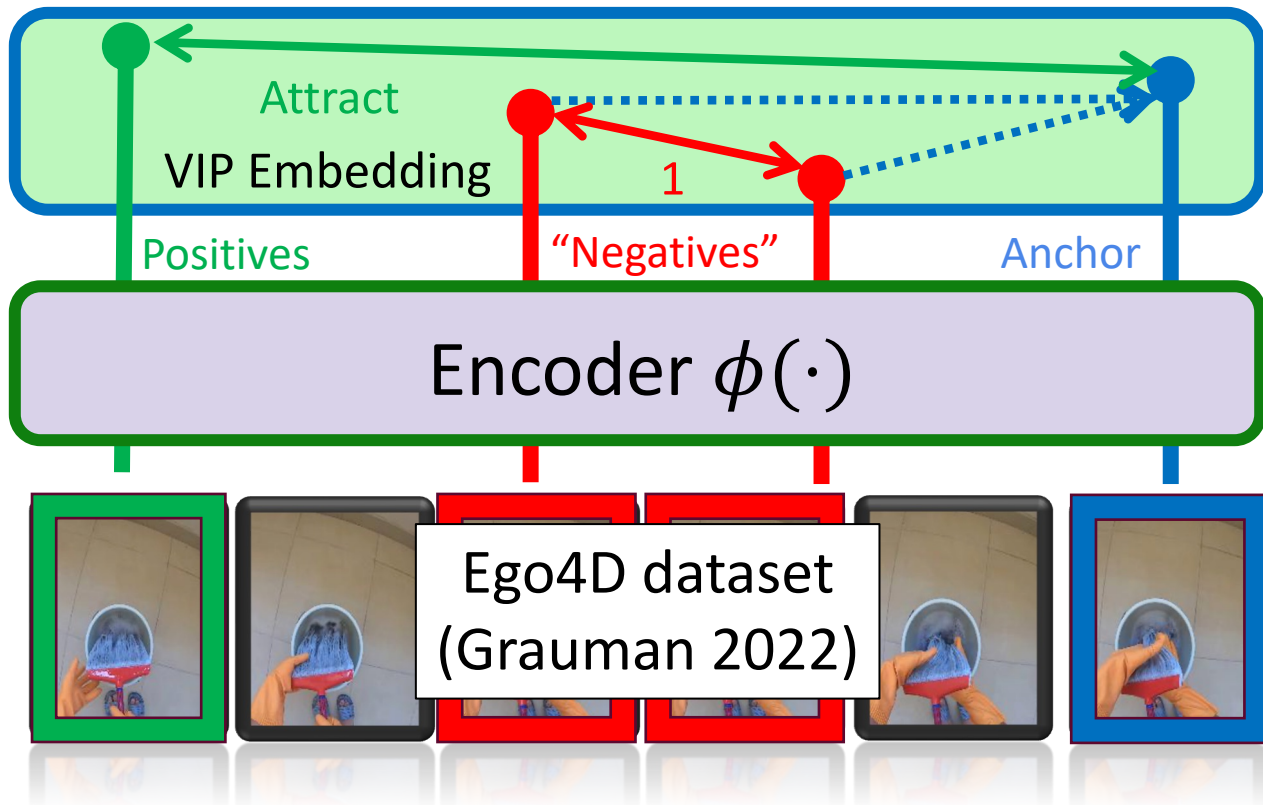 Attract
VIP Embedding
1
Positives
“Negatives”
Anchor
Encoder ϕ(·)
Ego4D dataset
(Grauman 2022)